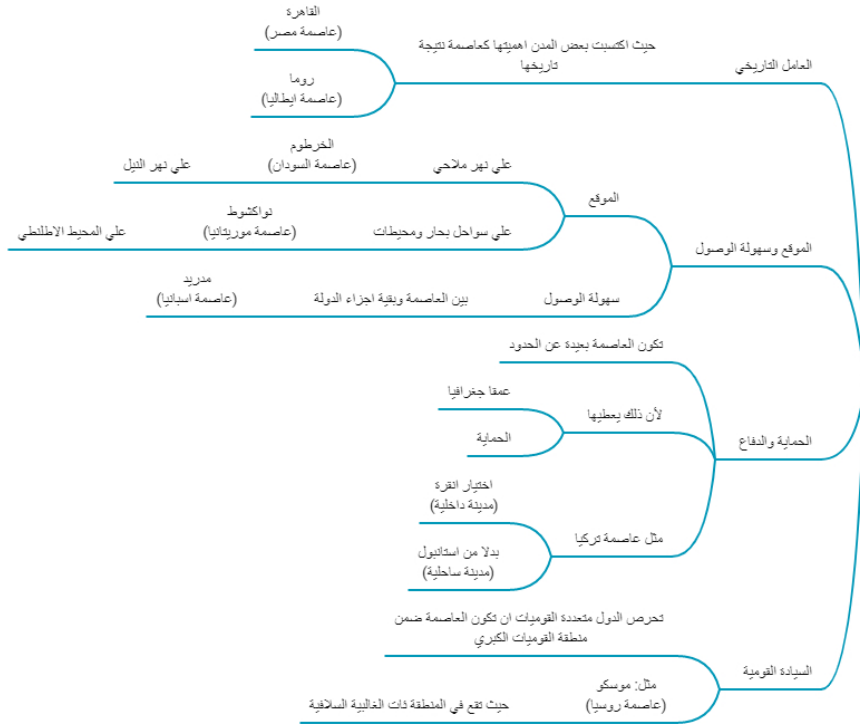 العامل التاريخي
حيث اكتسبت بعض المدن اهميتها كعاصمة نتيجة
تاريخها
القاهرة
(عاصمة مصر)
روما
(عاصمة ايطاليا)
الموقع وسهولة الوصول
الموقع
علي نهر ملاحي
الخرطوم
(عاصمة السودان)
علي نهر النيل
علي سواحل بحار ومحيطات
نواكشوط
(عاصمة موريتانيا)
علي المحيط الاطلنطي
سهولة الوصول
بين العاصمة وبقية اجزاء الدولة
مدريد
(عاصمة اسبانيا)
الحماية والدفاع
تكون العاصمة بعيدة عن الحدود
لأن ذلك يعطيها
عمقا جغرافيا
الحماية
مثل عاصمة تركيا
اختيار انقرة
(مدينة داخلية)
بدلا من استانبول
(مدينة ساحلية)
السيادة القومية
تحرص الدول متعددة القوميات ان تكون العاصمة ضمن
منطقة القوميات الكبري
مثل: موسكو
(عاصمة روسيا)
حيث تقع في المنطقة ذات الغالبية السلافية